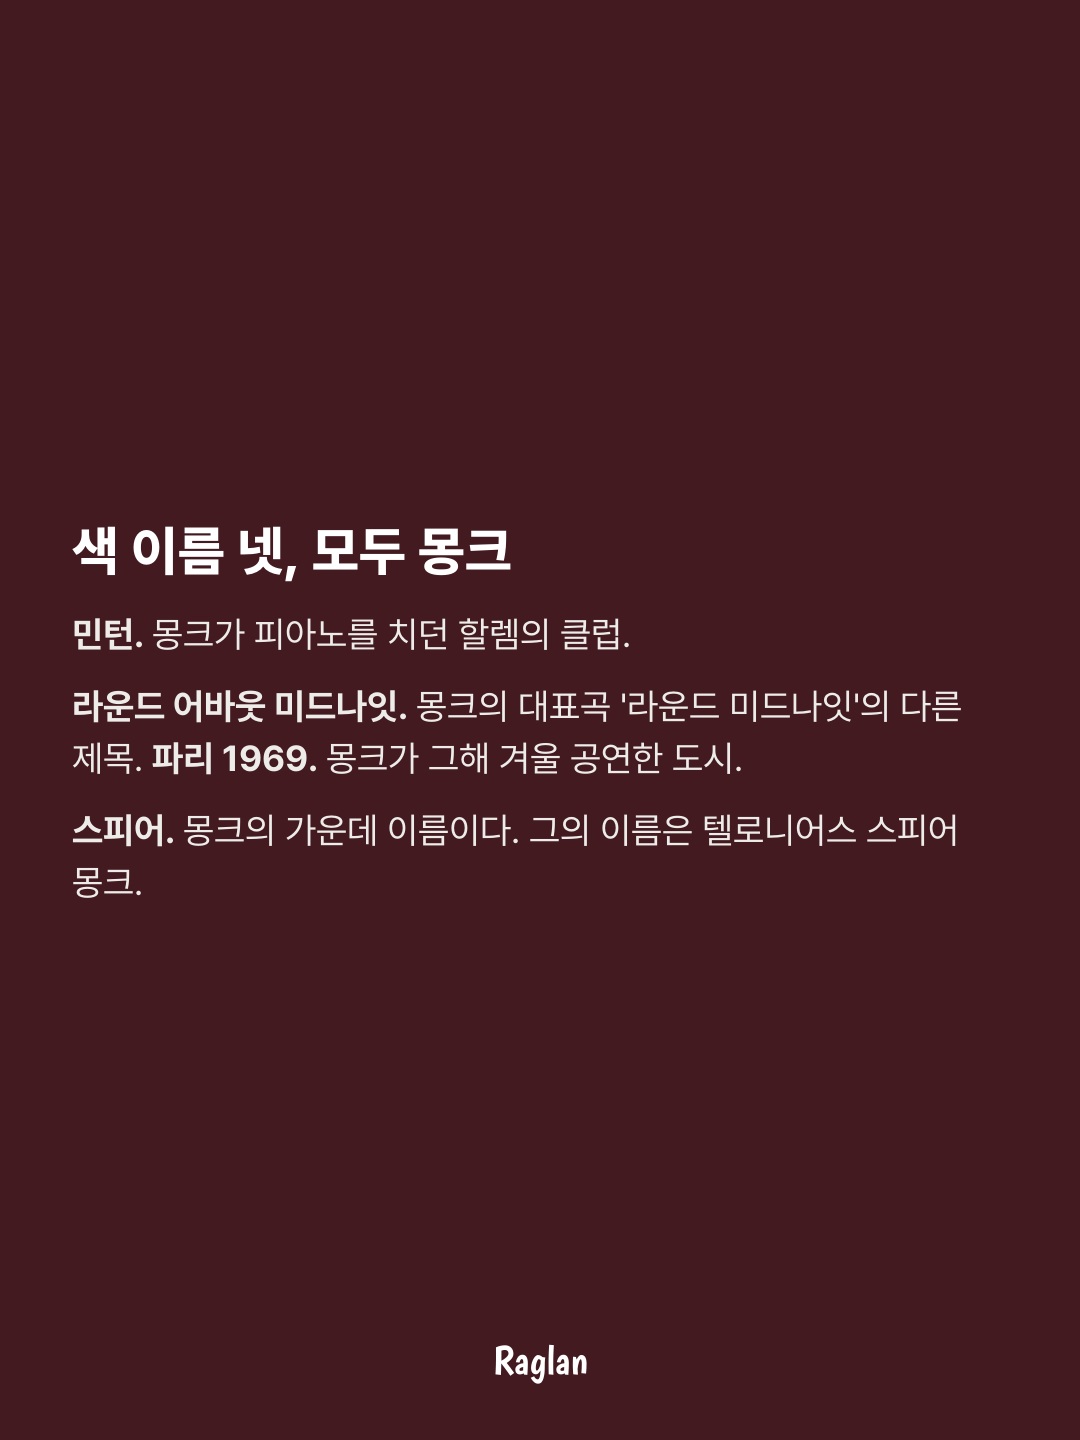 색 이름 넷, 모두 몽크
민턴. 몽크가 피아노를 치던 할렘의 클럽.
라운드 어바웃 미드나잇. 몽크의 대표곡 '라운드 미드나잇'의 다른
제목. 파리 1969. 몽크가 그해 겨울 공연한 도시.
스피어. 몽크의 가운데 이름이다. 그의 이름은 텔로니어스 스피어
몽크.
Raglan